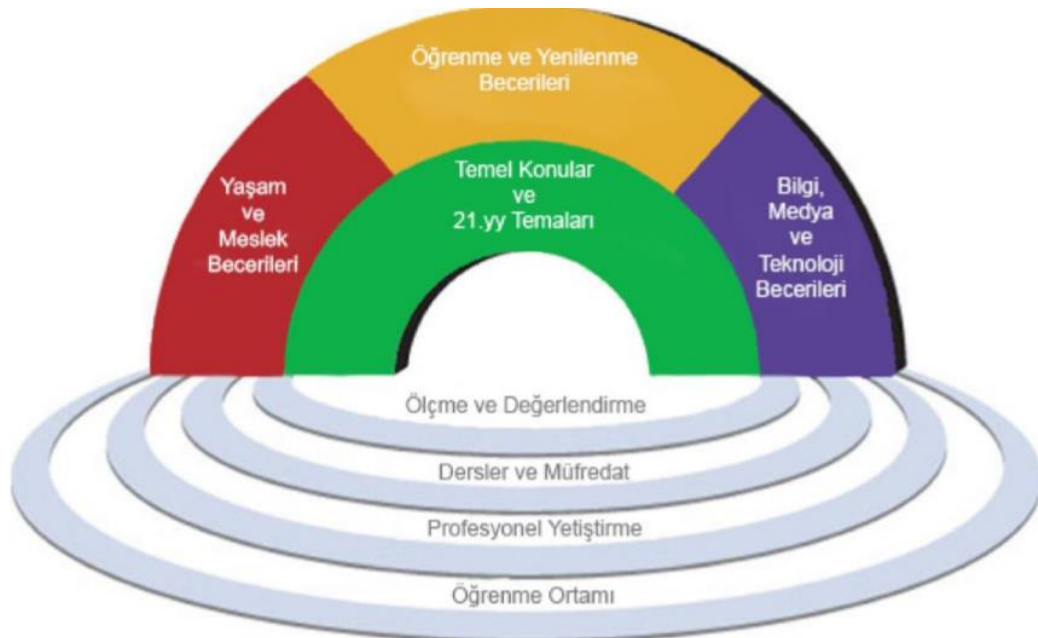 Öğrenme ve Yenilenme
Becerileri
Yaşam
ve
Meslek
Becerileri
Temel Konular
ve
21.yy Temaları
Bilgi,
Medya
ve
Teknoloji
Becerileri
Ölçme ve Değerlendirme
Dersler ve Müfredat
Profesyonel Yetiştirme
Öğrenme Ortamı